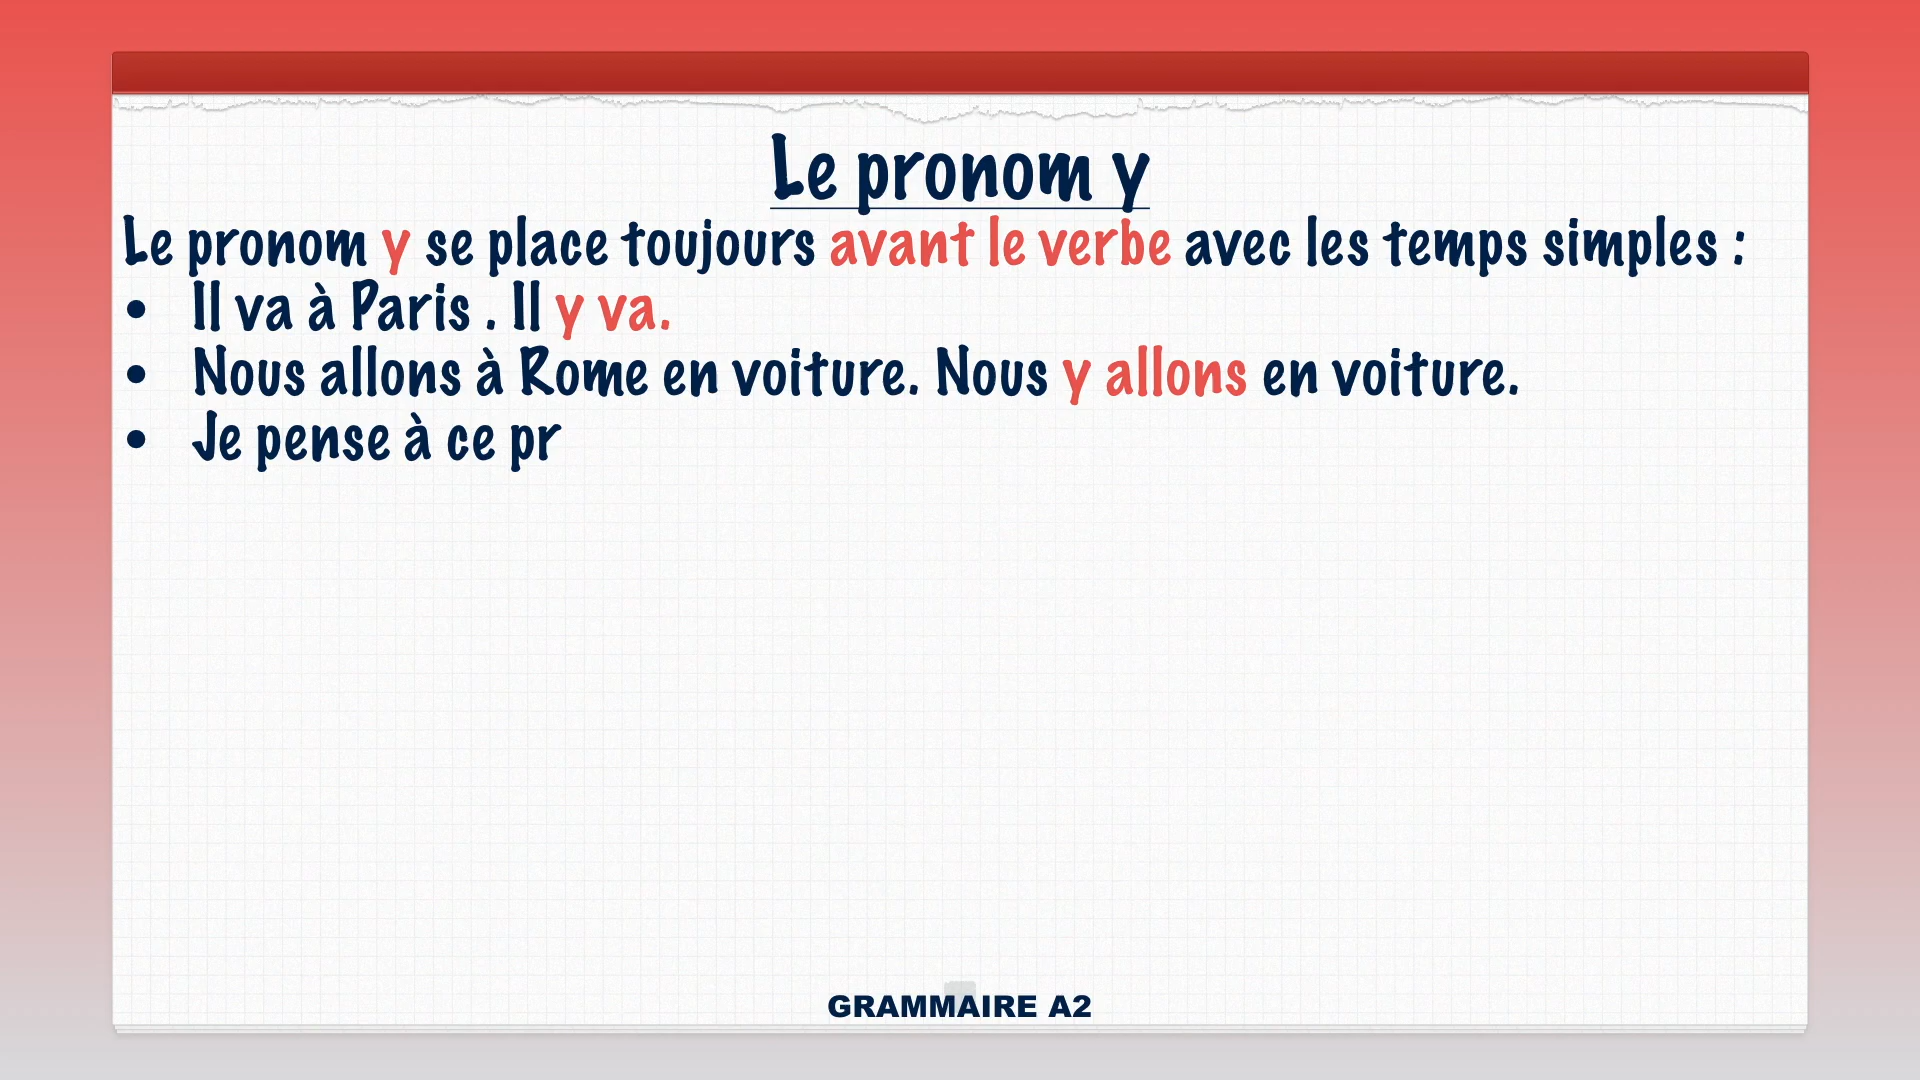 Le pronom y
Le pronom y se place toujours avant le verbe avec les temps simples :
• Il va à Paris . Il y va.
• Nous allons à Rome en voiture. Nous y allons en voiture.
• Je pense à ce pr
GRAMMAIRE A2